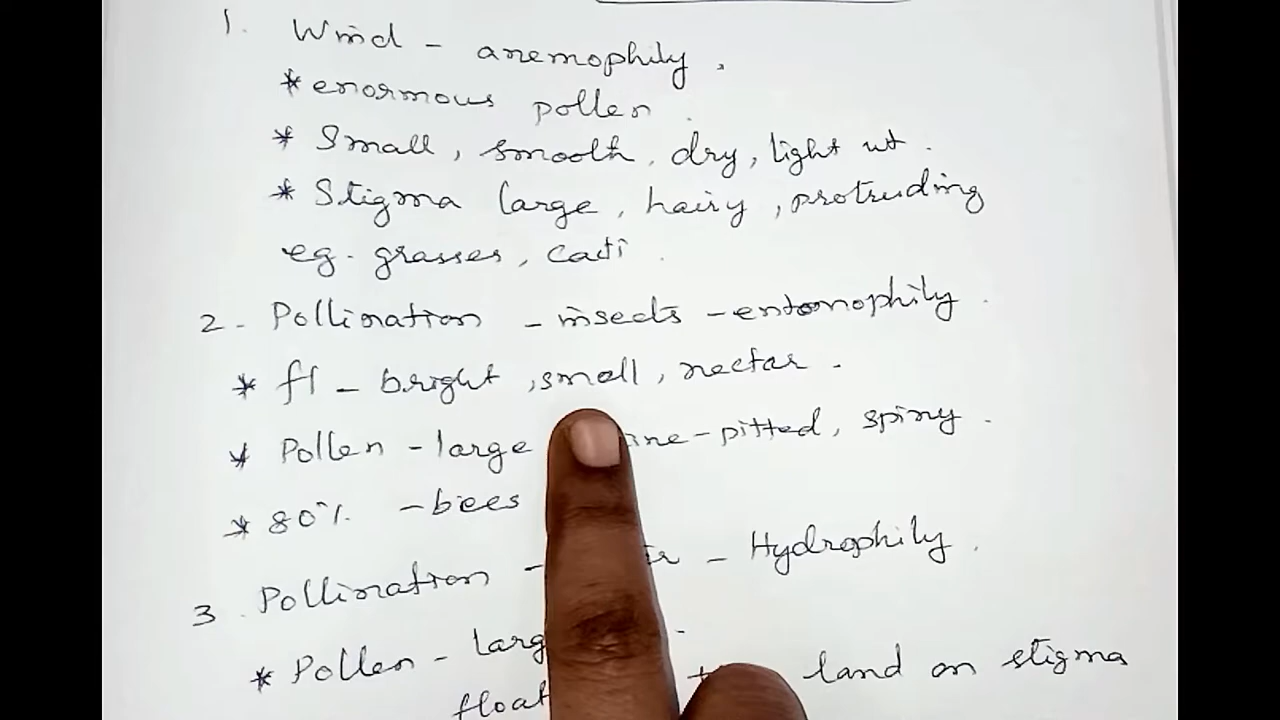 1. Wind - anemophily.
* enormous pollen.
* Small, smooth, dry, light wt.
* Stigma large, hairy, protruding
eg. grasses, cacti.
2. Pollination - insects - entomophily.
* fl - bright, small, nectar.
* Pollen - large -pitted, spiny.
* 80% - bees
3. Pollination - - Hydrophily.
* Pollen -
land on stigma